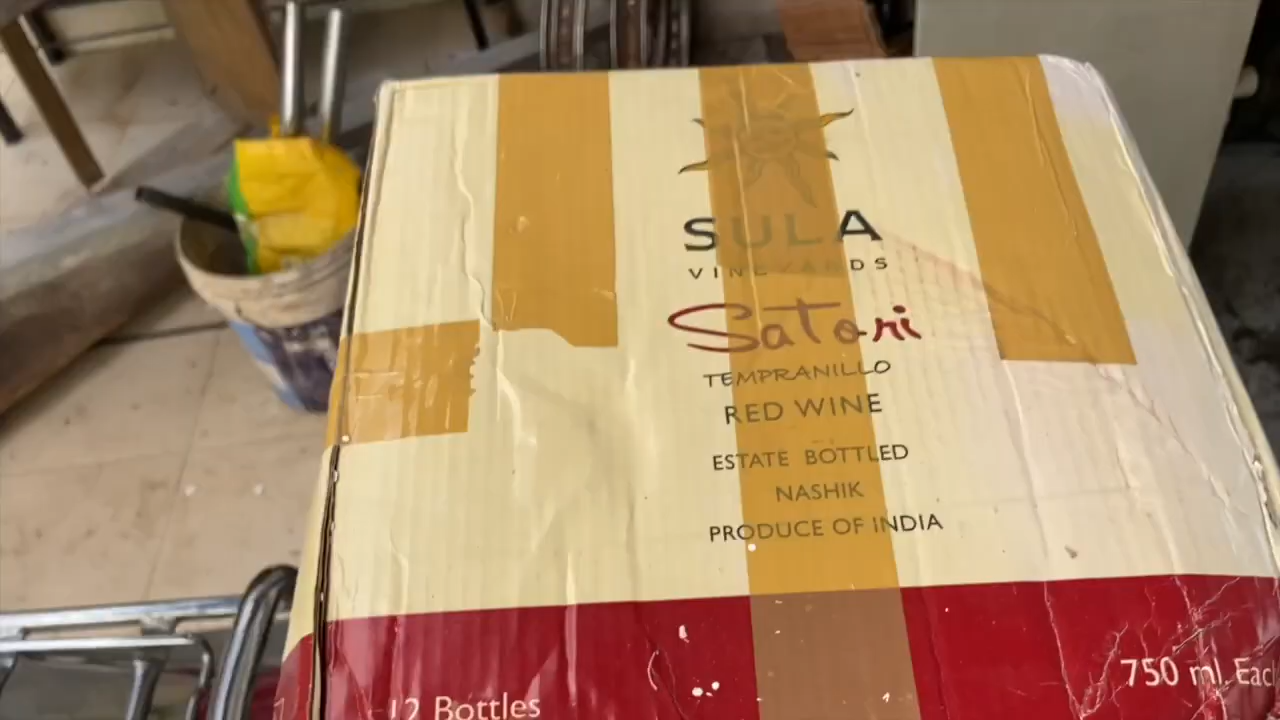 SULA
VINEYARDS
Satori
TEMPRANILLO
RED WINE
ESTATE BOTTLED
NASHIK
PRODUCE OF INDIA
12 Bottles
750 ml. Each